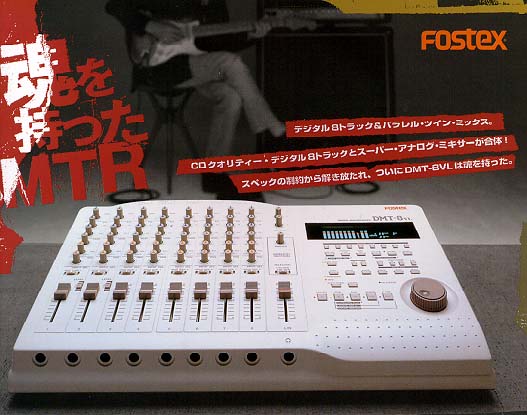 FOSTEX
魂を
持った
MTR
デジタル8トラック&パラレル・ツイン・ミックス。
CDクオリティー・デジタル8トラックとスーパー・アナログ・ミキサーが合体!
スペックの制約から解き放たれ、ついにDMT-8VLは魂を持った。
FOSTEX
DMT-8VL